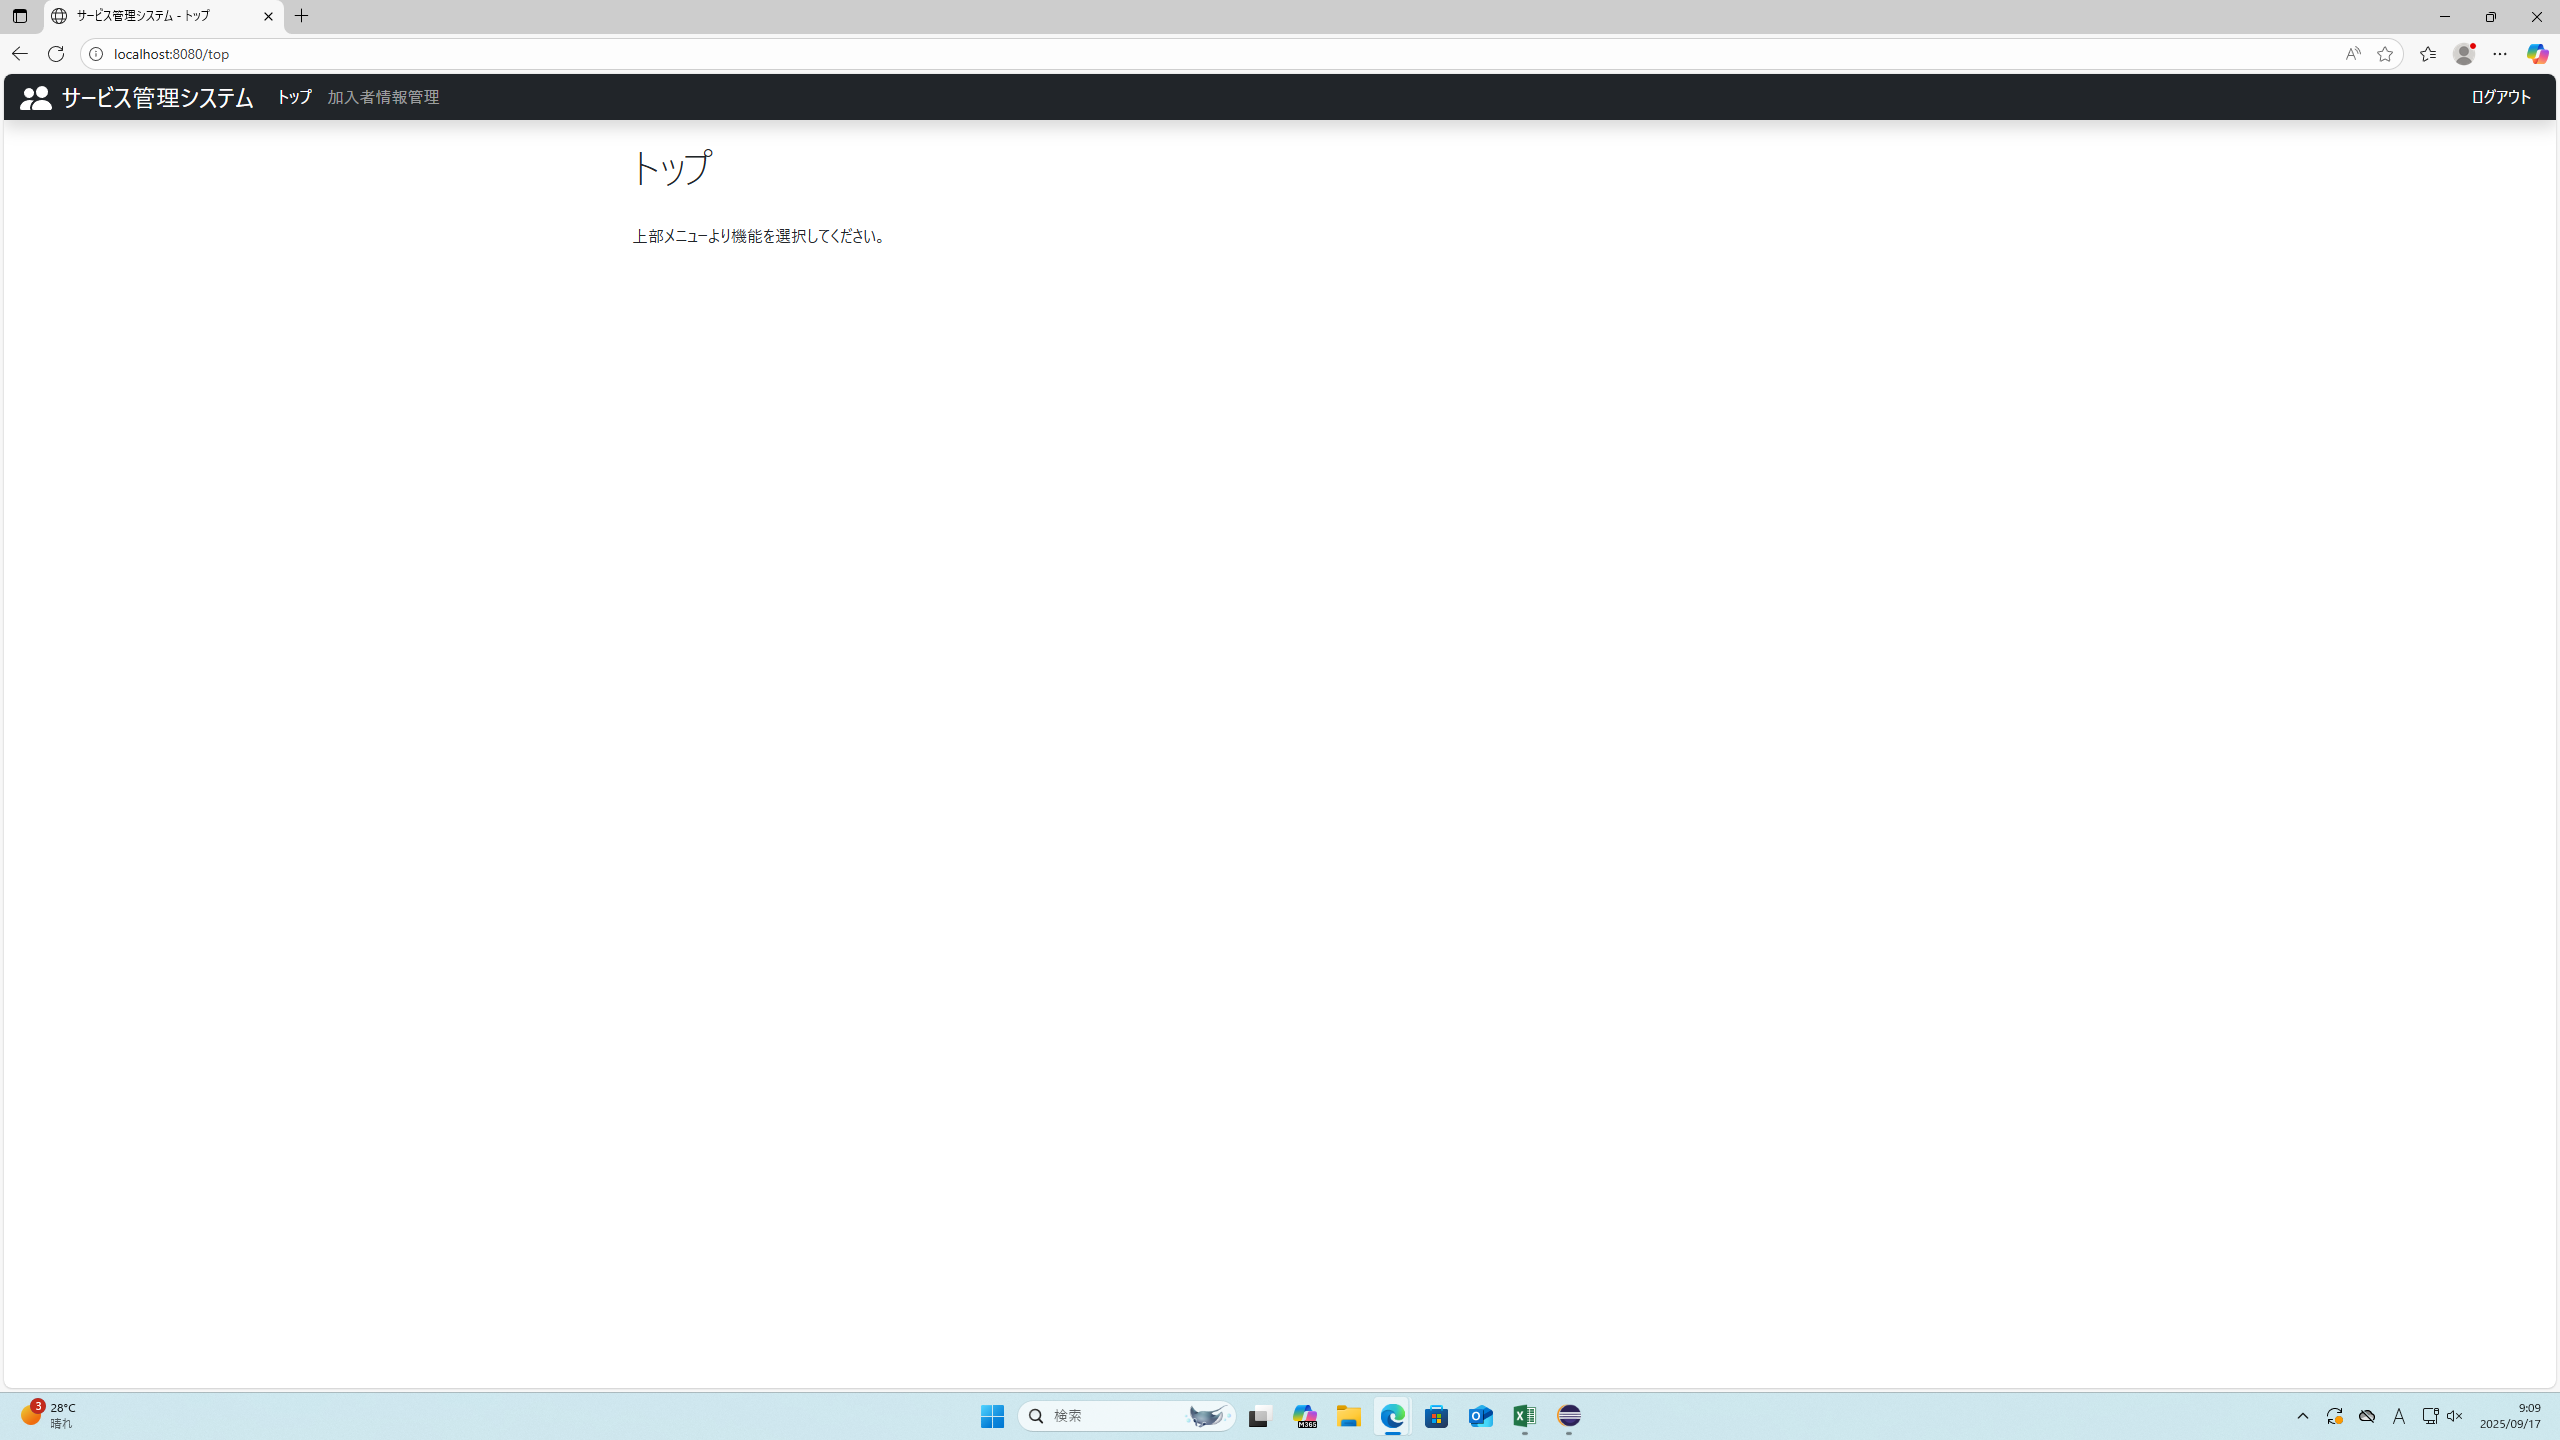 サービス管理システム - トップ
localhost:8080/top
サービス管理システム トップ 加入者情報管理 ログアウト
トップ
上部メニューより機能を選択してください。
3 28°C
晴れ
検索
M365
A
9:09
2025/09/17